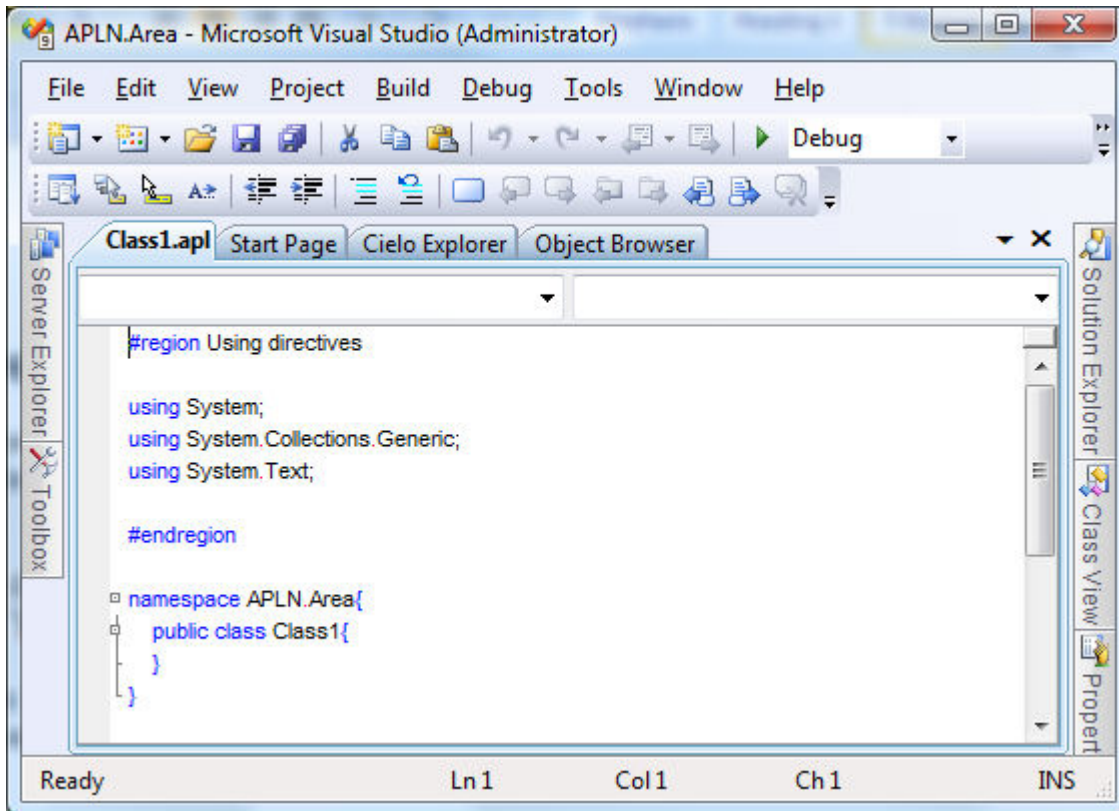 APLN.Area - Microsoft Visual Studio (Administrator)
File Edit View Project Build Debug Tools Window Help
Debug
Class1.apl Start Page Cielo Explorer Object Browser
Server Explorer
Toolbox
#region Using directives
using System;
using System.Collections.Generic;
using System.Text;
#endregion
namespace APLN.Area{
public class Class1{
}
}
Solution Explorer
Class View
Propert
Ready Ln 1 Col 1 Ch 1 INS